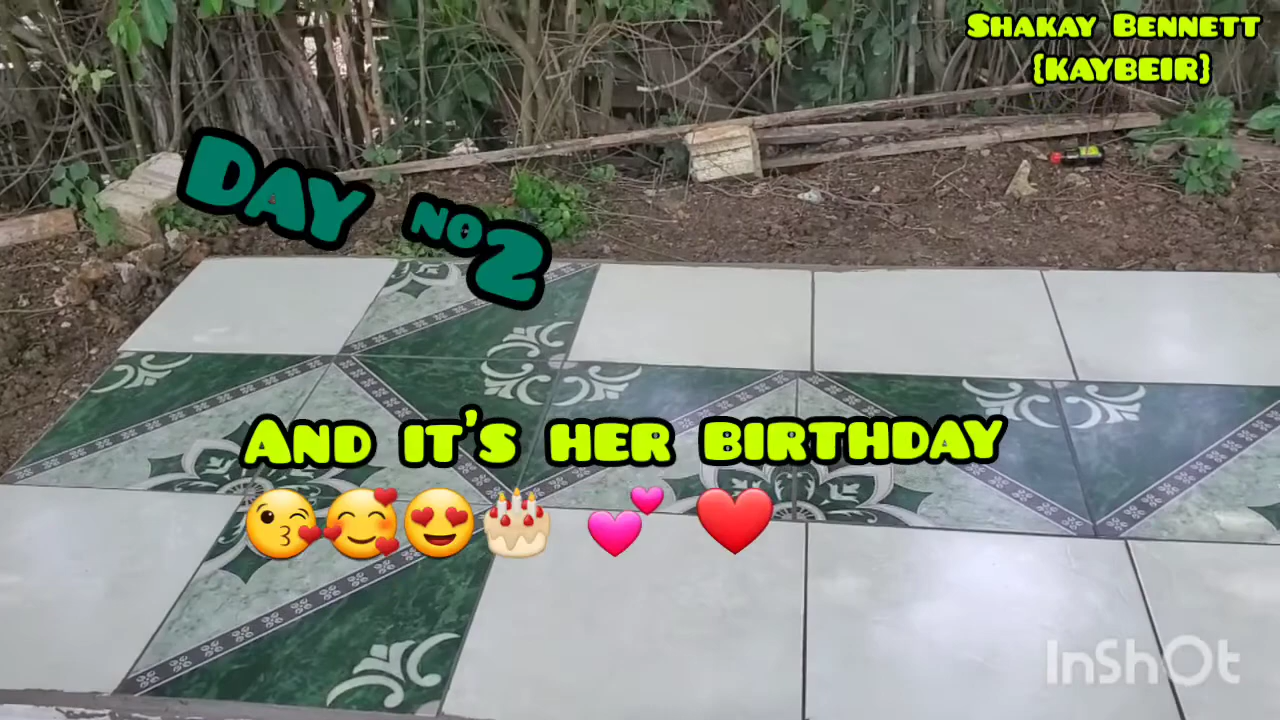 SHAKAY BENNETT
{KAYBEIR}
DAY NO2
AND IT'S HER BIRTHDAY
😘🥰😍🎂 💕 ❤️
InShOt